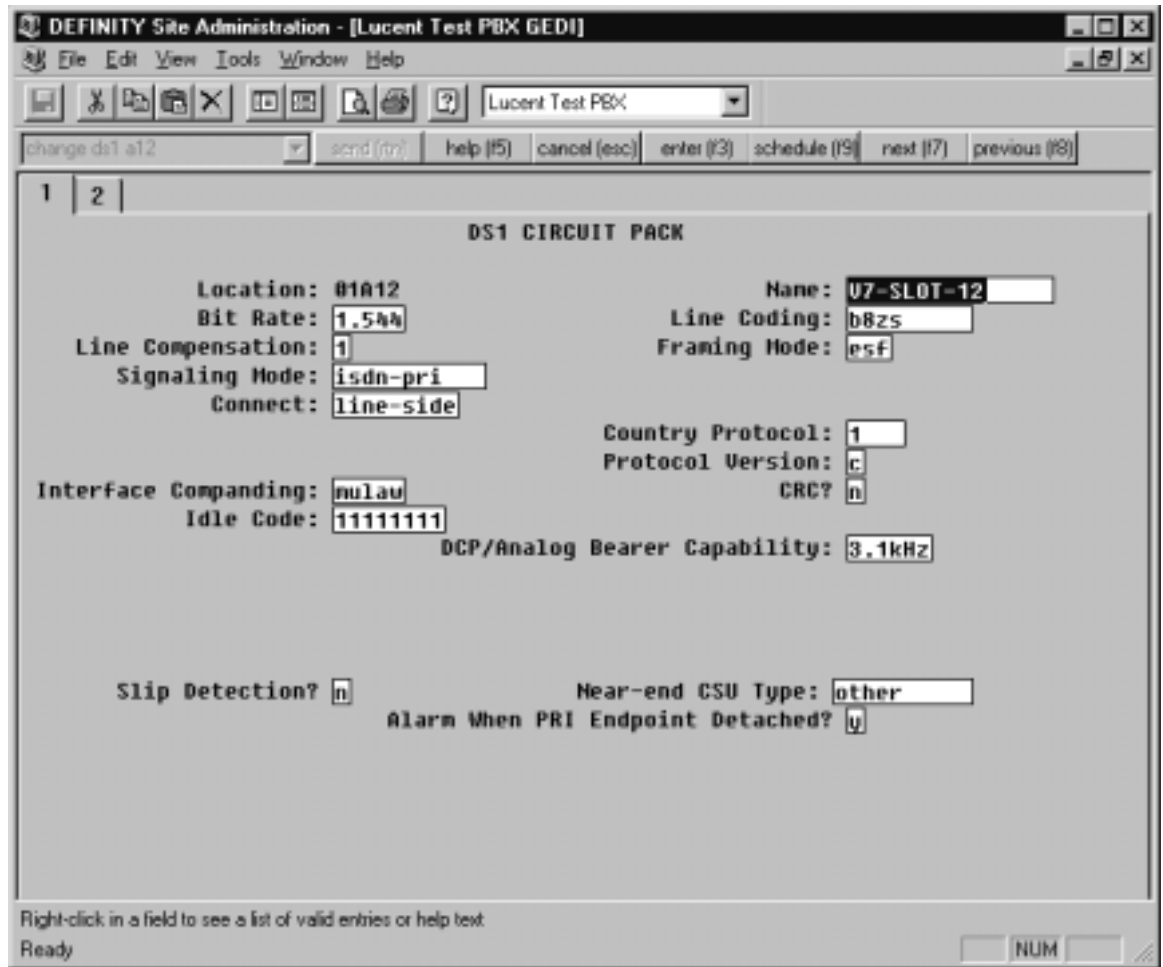 DEFINITY Site Administration - [Lucent Test PBX GEDI]
File Edit View Tools Window Help
Lucent Test PBX
change ds1 a12 send (rtn) help (f5) cancel (esc) enter (f3) schedule (f9) next (f7) previous (f8)
1 2
DS1 CIRCUIT PACK
Location: 01A12 Name: V7-SLOT-12
Bit Rate: 1.544 Line Coding: b8zs
Line Compensation: 1 Framing Mode: esf
Signaling Mode: isdn-pri
Connect: line-side
Country Protocol: 1
Protocol Version: c
Interface Companding: mulaw CRC? n
Idle Code: 11111111
DCP/Analog Bearer Capability: 3.1kHz
Slip Detection? n Near-end CSU Type: other
Alarm When PRI Endpoint Detached? y
Right-click in a field to see a list of valid entries or help text
Ready NUM